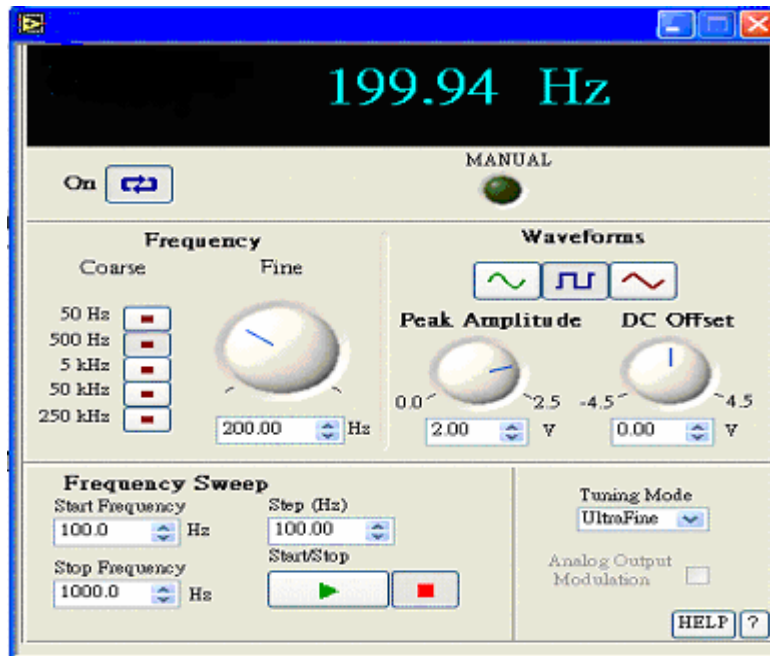 199.94 Hz
On
MANUAL
Frequency
Coarse Fine
50 Hz
500 Hz
5 kHz
50 kHz
250 kHz
200.00 Hz
Waveforms
Peak Amplitude DC Offset
0.0 2.5 -4.5 4.5
2.00 V 0.00 V
Frequency Sweep
Start Frequency Step (Hz)
100.0 Hz 100.00
Stop Frequency Start/Stop
1000.0 Hz
Tuning Mode
UltraFine
Analog Output
Modulation
HELP ?